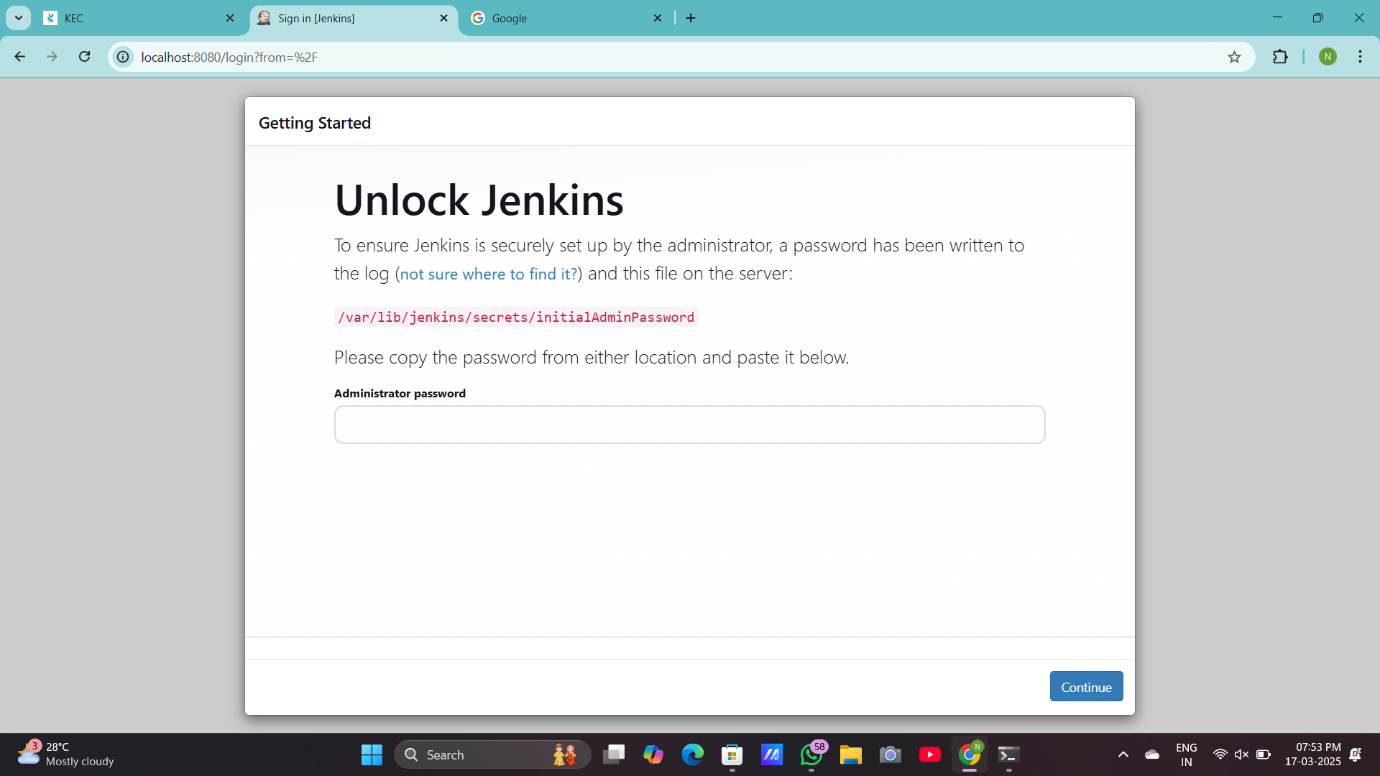 KEC
Sign in [Jenkins]
Google
localhost:8080/login?from=%2F
N
Getting Started
Unlock Jenkins
To ensure Jenkins is securely set up by the administrator, a password has been written to
the log (not sure where to find it?) and this file on the server:
/var/lib/jenkins/secrets/initialAdminPassword
Please copy the password from either location and paste it below.
Administrator password
Continue
3
28°C
Mostly cloudy
Search
58
N
ENG
IN
07:53 PM
17-03-2025